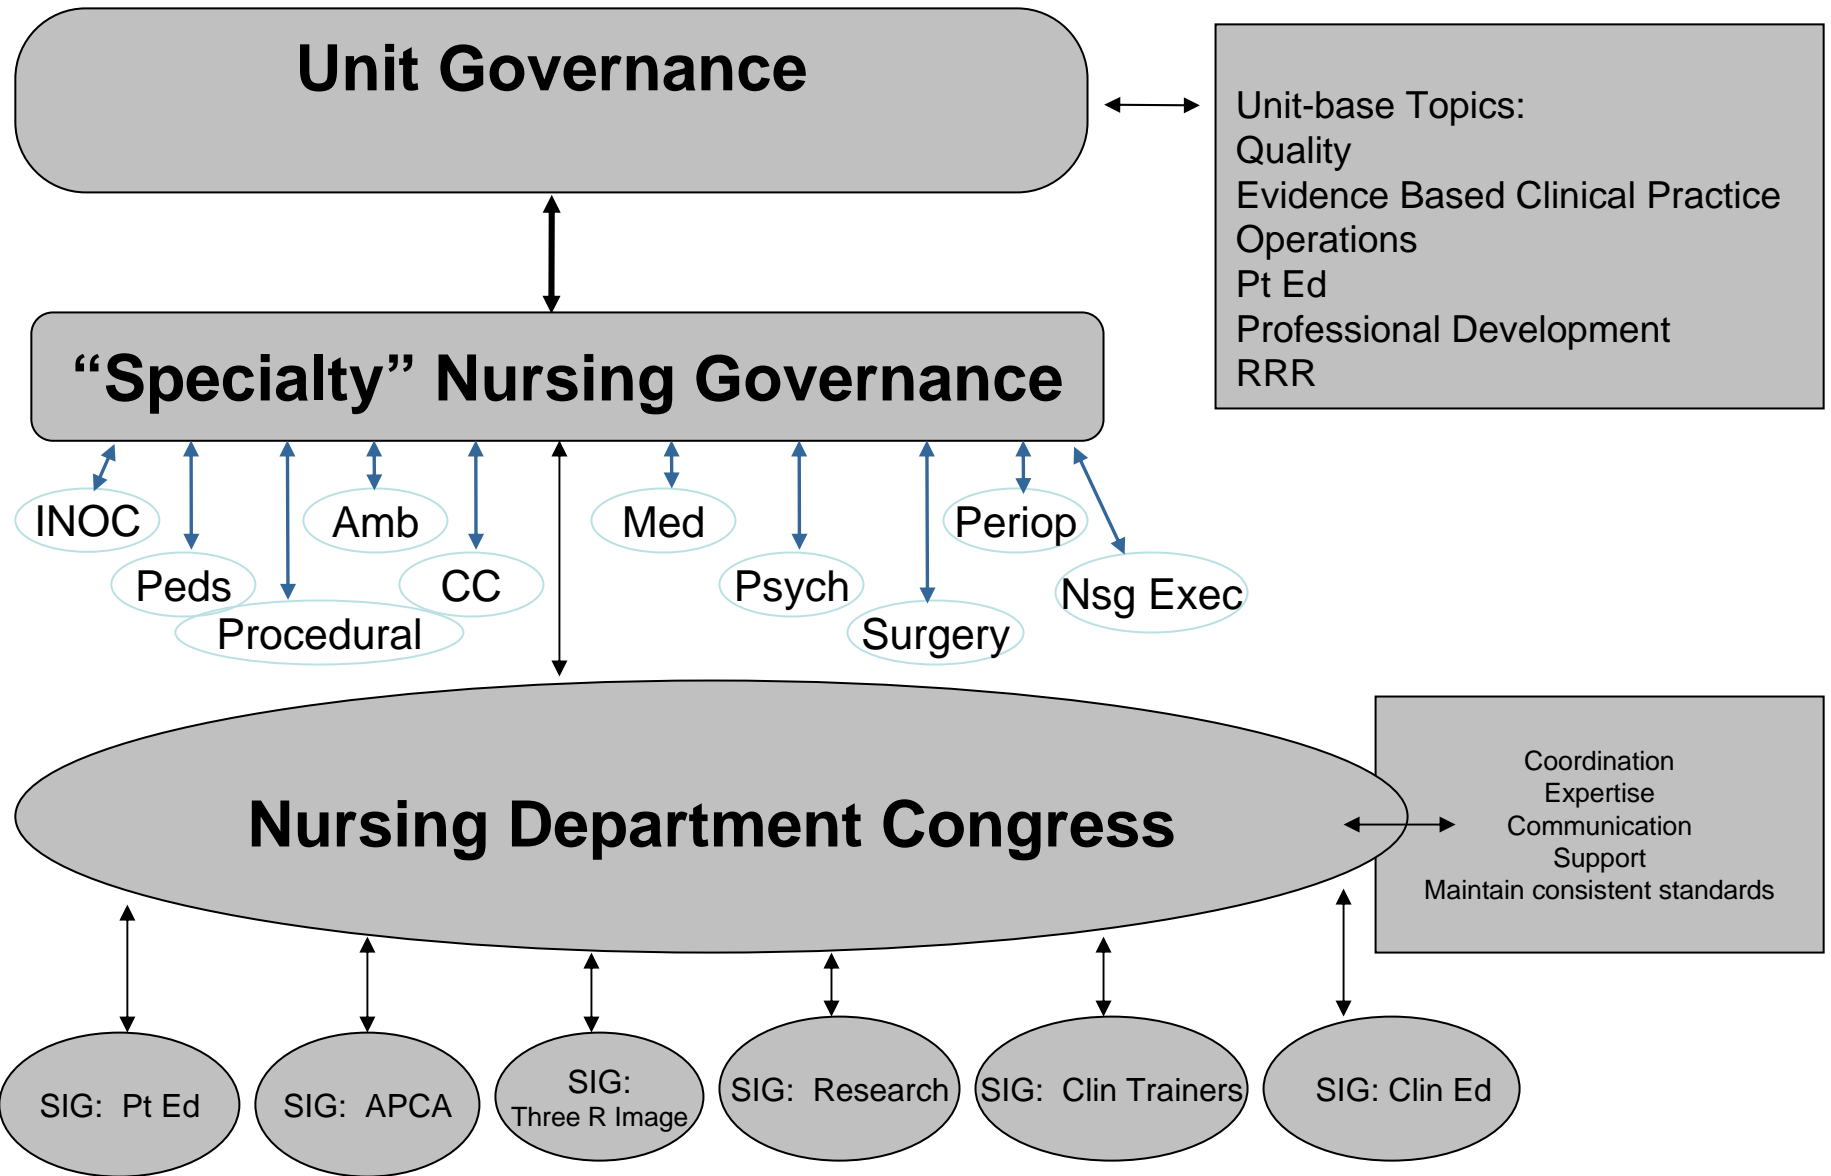 Unit Governance
Unit-base Topics:
Quality
Evidence Based Clinical Practice
Operations
Pt Ed
Professional Development
RRR
“Specialty” Nursing Governance
INOC
Amb
Med
Periop
Peds
CC
Psych
Nsg Exec
Procedural
Surgery
Nursing Department Congress
Coordination
Expertise
Communication
Support
Maintain consistent standards
SIG:  Pt Ed
SIG:  APCA
SIG:
Three R Image
SIG:  Research
SIG:  Clin Trainers
SIG: Clin Ed